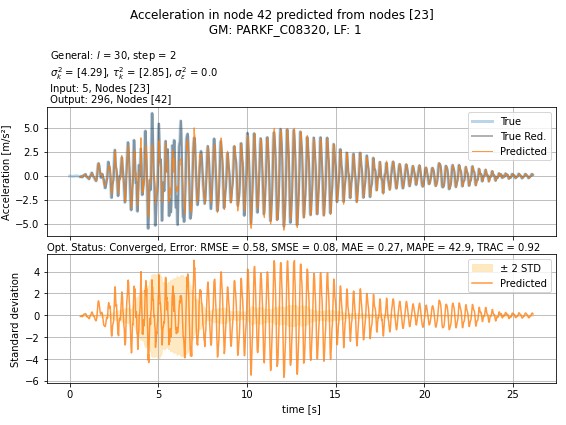 Acceleration in node 42 predicted from nodes [23]
GM: PARKF_C08320, LF: 1
General: l = 30, step = 2
σ²ₖ = [4.29], τ²ₖ = [2.85], σ²ε = 0.0
Input: 5, Nodes [23]
Output: 296, Nodes [42]
Acceleration [m/s²]
5.0
2.5
0.0
−2.5
−5.0
True
True Red.
Predicted
Opt. Status: Converged, Error: RMSE = 0.58, SMSE = 0.08, MAE = 0.27, MAPE = 42.9, TRAC = 0.92
Standard deviation
4
2
0
−2
−4
−6
± 2 STD
Predicted
0 5 10 15 20 25
time [s]